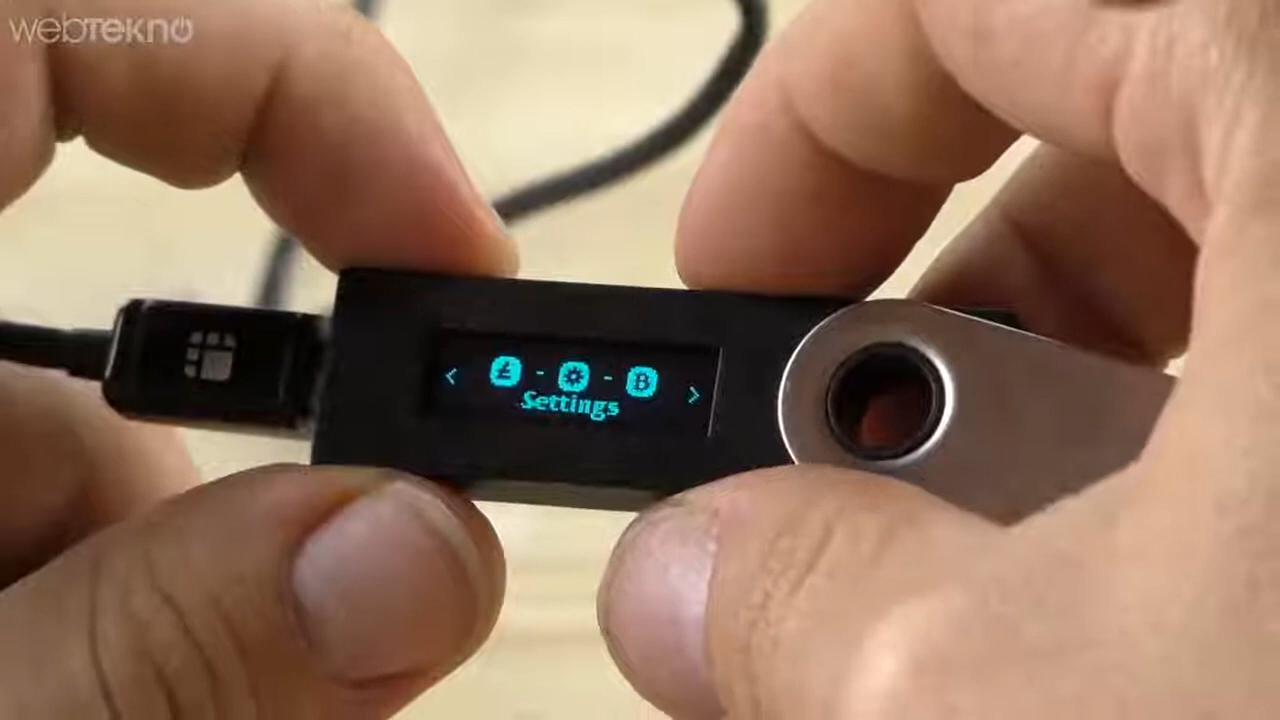 webtekno
< Ł - ⚙ - B >
Settings